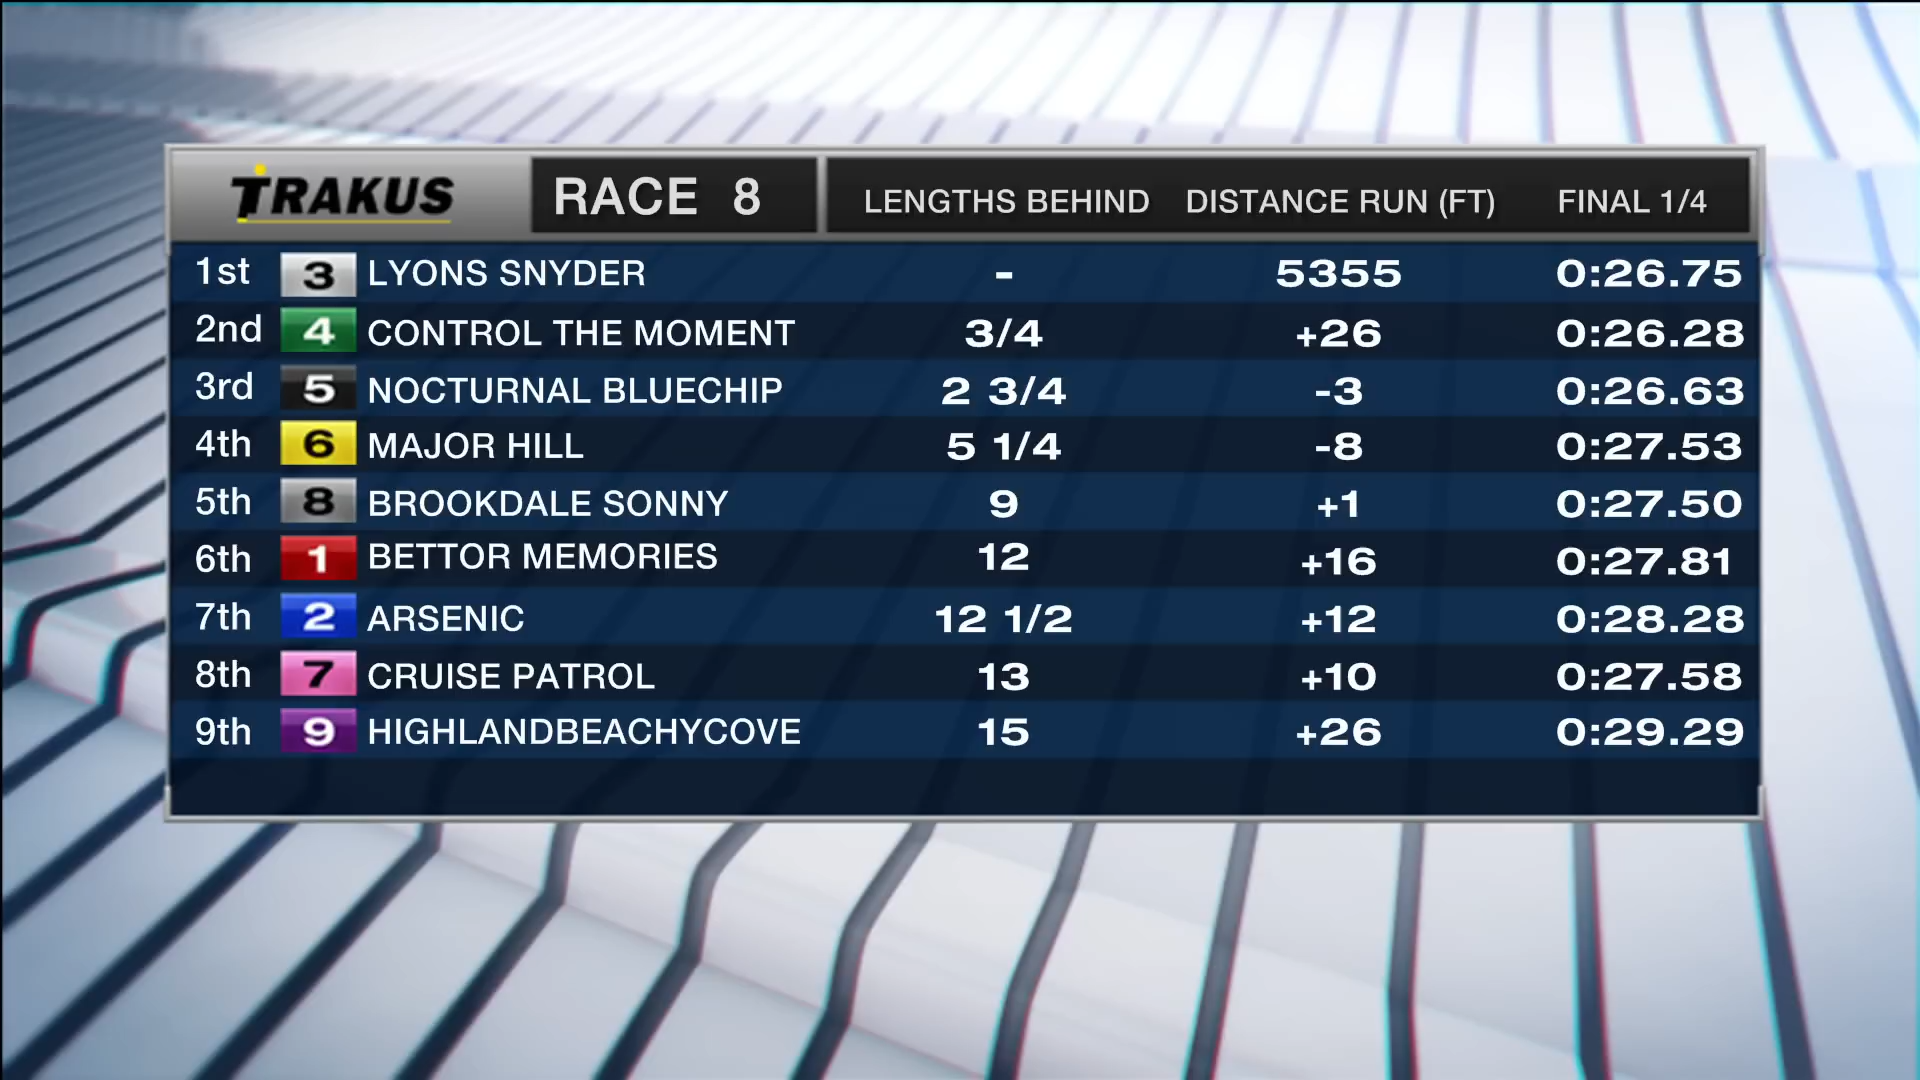 TRAKUS RACE 8 LENGTHS BEHIND DISTANCE RUN (FT) FINAL 1/4
1st 3 LYONS SNYDER - 5355 0:26.75
2nd 4 CONTROL THE MOMENT 3/4 +26 0:26.28
3rd 5 NOCTURNAL BLUECHIP 2 3/4 -3 0:26.63
4th 6 MAJOR HILL 5 1/4 -8 0:27.53
5th 8 BROOKDALE SONNY 9 +1 0:27.50
6th 1 BETTOR MEMORIES 12 +16 0:27.81
7th 2 ARSENIC 12 1/2 +12 0:28.28
8th 7 CRUISE PATROL 13 +10 0:27.58
9th 9 HIGHLANDBEACHYCOVE 15 +26 0:29.29